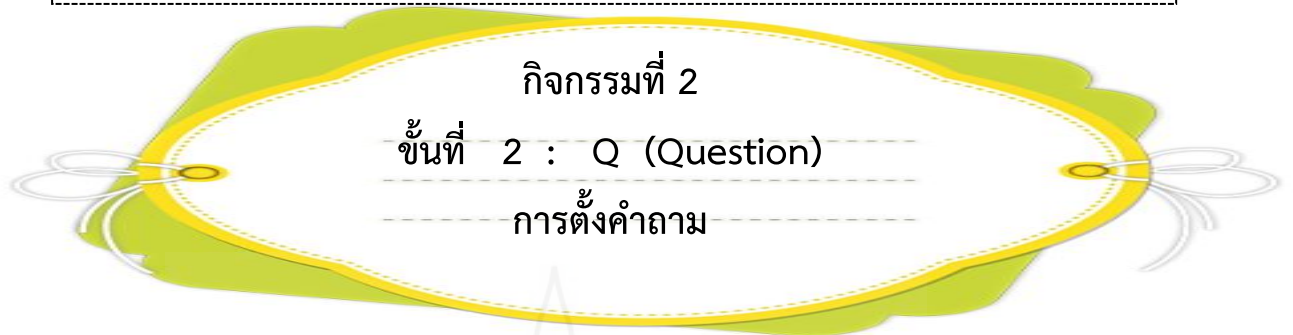 กิจกรรมที่ 2
ขั้นที่ 2 : Q (Question)
การตั้งคำถาม